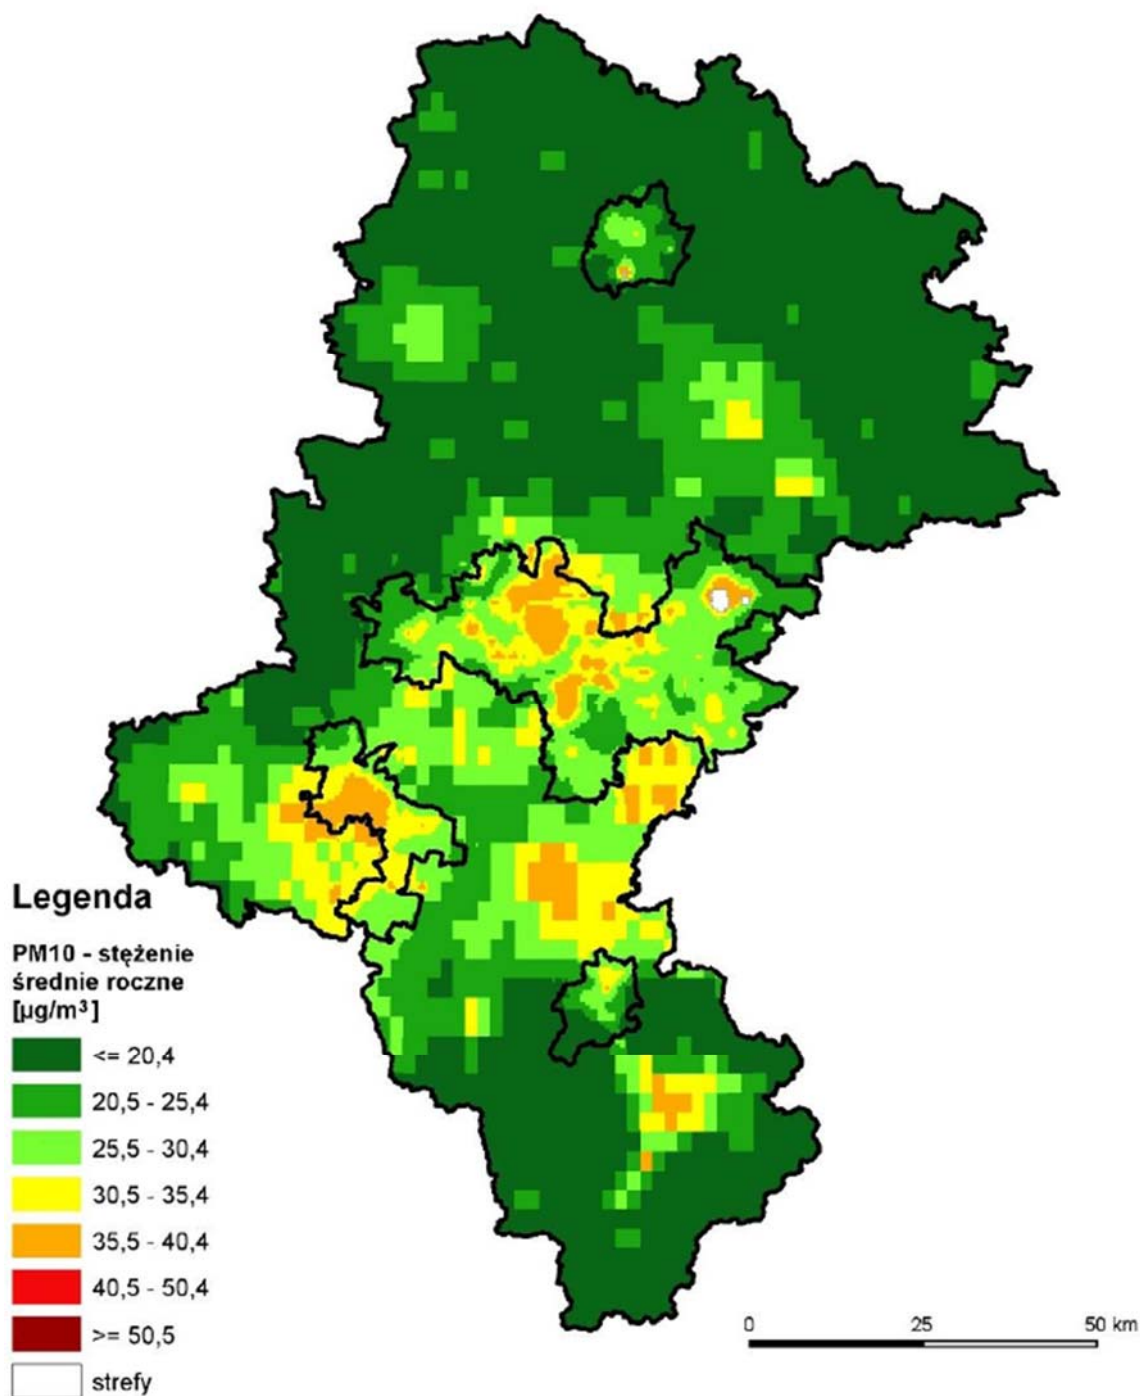 Legenda
PM10 - stężenie
średnie roczne
[µg/m³]
<= 20,4
20,5 - 25,4
25,5 - 30,4
30,5 - 35,4
35,5 - 40,4
40,5 - 50,4
>= 50,5
strefy
0 25 50 km